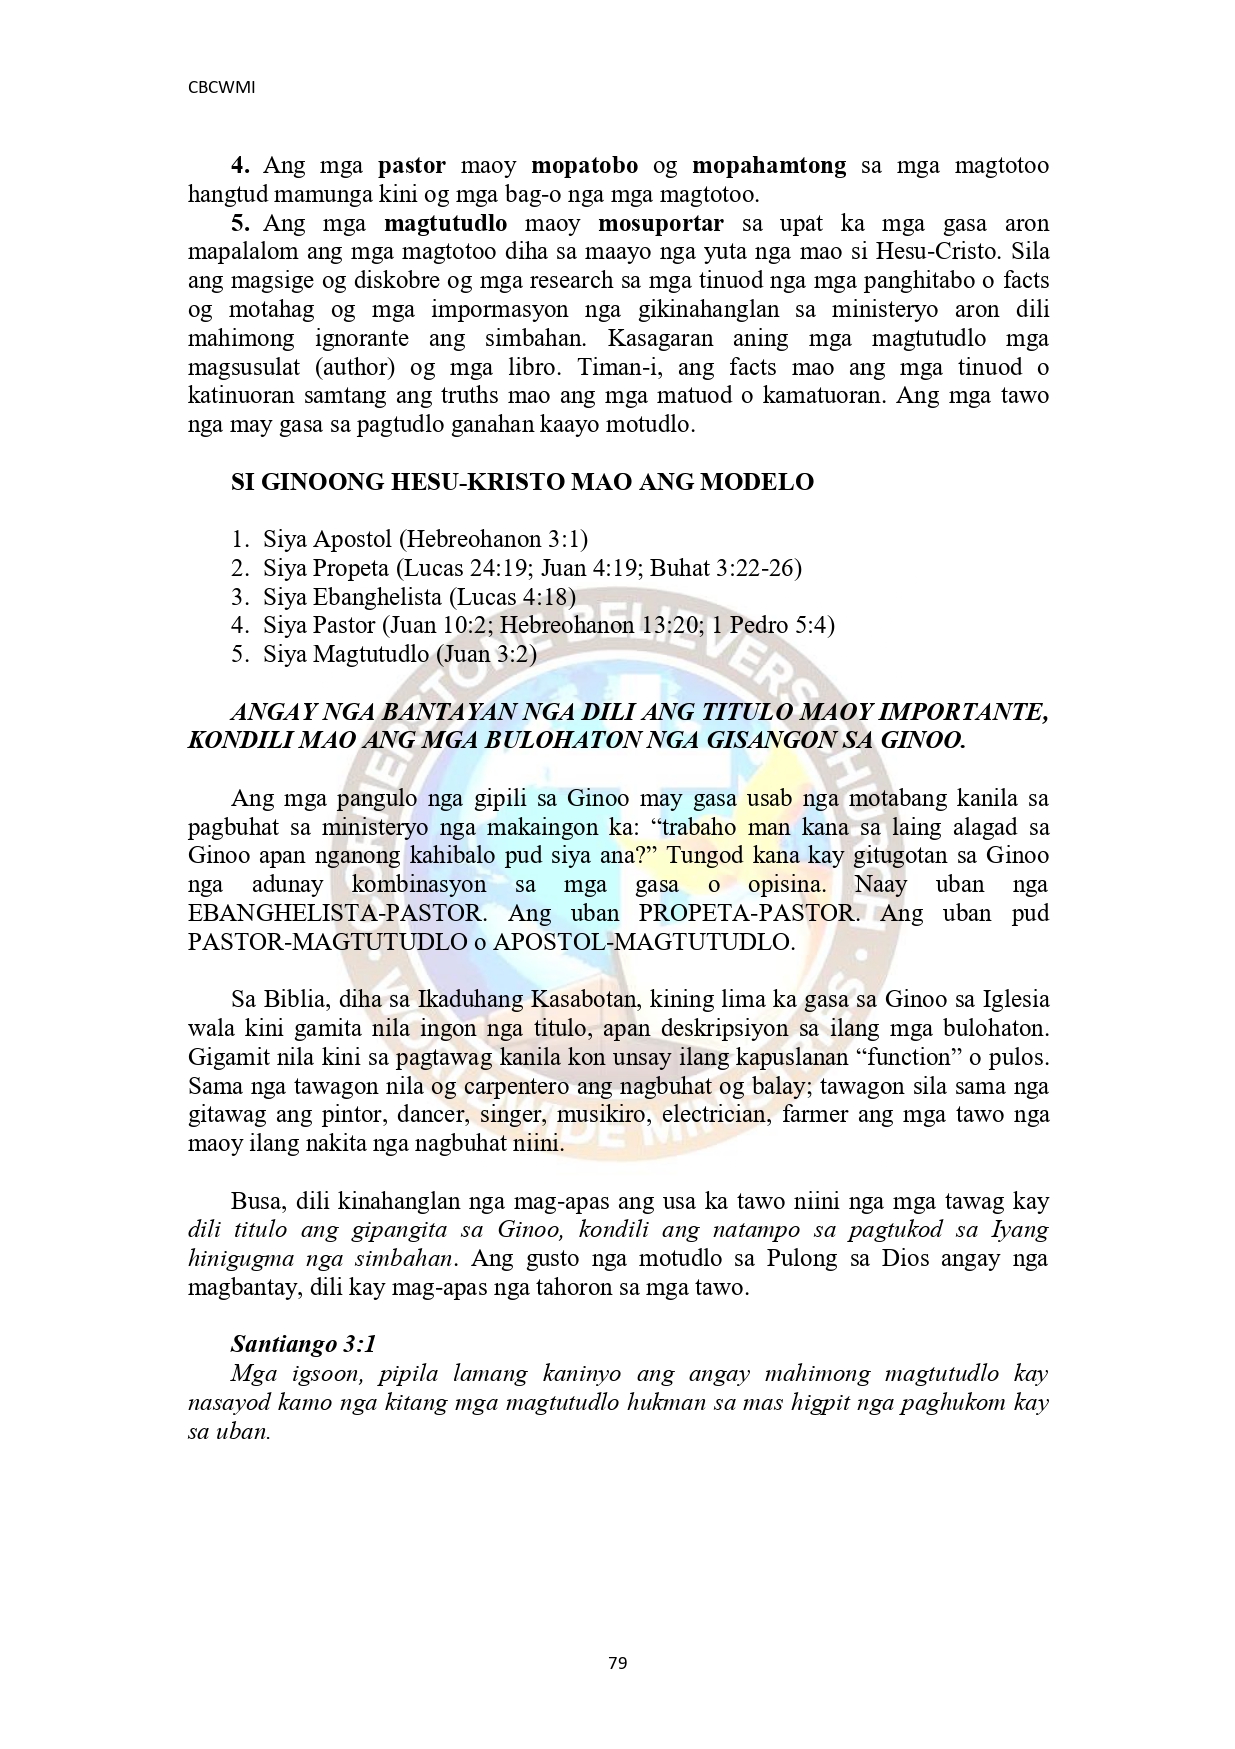 CBCWMI
4. Ang mga pastor maoy mopatobo og mopahamtong sa mga magtotoo
hangtud mamunga kini og mga bag-o nga mga magtotoo.
5. Ang mga magtutudlo maoy mosuportar sa upat ka mga gasa aron
mapalalom ang mga magtotoo diha sa maayo nga yuta nga mao si Hesu-Cristo. Sila
ang magsige og diskobre og mga research sa mga tinuod nga mga panghitabo o facts
og motahag og mga impormasyon nga gikinahanglan sa ministeryo aron dili
mahimong ignorante ang simbahan. Kasagaran aning mga magtutudlo mga
magsusulat (author) og mga libro. Timan-i, ang facts mao ang mga tinuod o
katinuoran samtang ang truths mao ang mga matuod o kamatuoran. Ang mga tawo
nga may gasa sa pagtudlo ganahan kaayo motudlo.
SI GINOONG HESU-KRISTO MAO ANG MODELO
1. Siya Apostol (Hebreohanon 3:1)
2. Siya Propeta (Lucas 24:19; Juan 4:19; Buhat 3:22-26)
3. Siya Ebanghelista (Lucas 4:18)
4. Siya Pastor (Juan 10:2; Hebreohanon 13:20; 1 Pedro 5:4)
5. Siya Magtutudlo (Juan 3:2)
ANGAY NGA BANTAYAN NGA DILI ANG TITULO MAOY IMPORTANTE,
KONDILI MAO ANG MGA BULOHATON NGA GISANGON SA GINOO.
Ang mga pangulo nga gipili sa Ginoo may gasa usab nga motabang kanila sa
pagbuhat sa ministeryo nga makaingon ka: “trabaho man kana sa laing alagad sa
Ginoo apan nganong kahibalo pud siya ana?” Tungod kana kay gitugotan sa Ginoo
nga adunay kombinasyon sa mga gasa o opisina. Naay uban nga
EBANGHELISTA-PASTOR. Ang uban PROPETA-PASTOR. Ang uban pud
PASTOR-MAGTUTUDLO o APOSTOL-MAGTUTUDLO.
Sa Biblia, diha sa Ikaduhang Kasabotan, kining lima ka gasa sa Ginoo sa Iglesia
wala kini gamita nila ingon nga titulo, apan deskripsiyon sa ilang mga bulohaton.
Gigamit nila kini sa pagtawag kanila kon unsay ilang kapuslanan “function” o pulos.
Sama nga tawagon nila og carpentero ang nagbuhat og balay; tawagon sila sama nga
gitawag ang pintor, dancer, singer, musikiro, electrician, farmer ang mga tawo nga
maoy ilang nakita nga nagbuhat niini.
Busa, dili kinahanglan nga mag-apas ang usa ka tawo niini nga mga tawag kay
dili titulo ang gipangita sa Ginoo, kondili ang natampo sa pagtukod sa Iyang
hinigugma nga simbahan. Ang gusto nga motudlo sa Pulong sa Dios angay nga
magbantay, dili kay mag-apas nga tahoron sa mga tawo.
Santiango 3:1
Mga igsoon, pipila lamang kaninyo ang angay mahimong magtutudlo kay
nasayod kamo nga kitang mga magtutudlo hukman sa mas higpit nga paghukom kay
sa uban.
CORNERSTONE BELIEVERS CHURCH
WORLDWIDE MINISTRIES
79